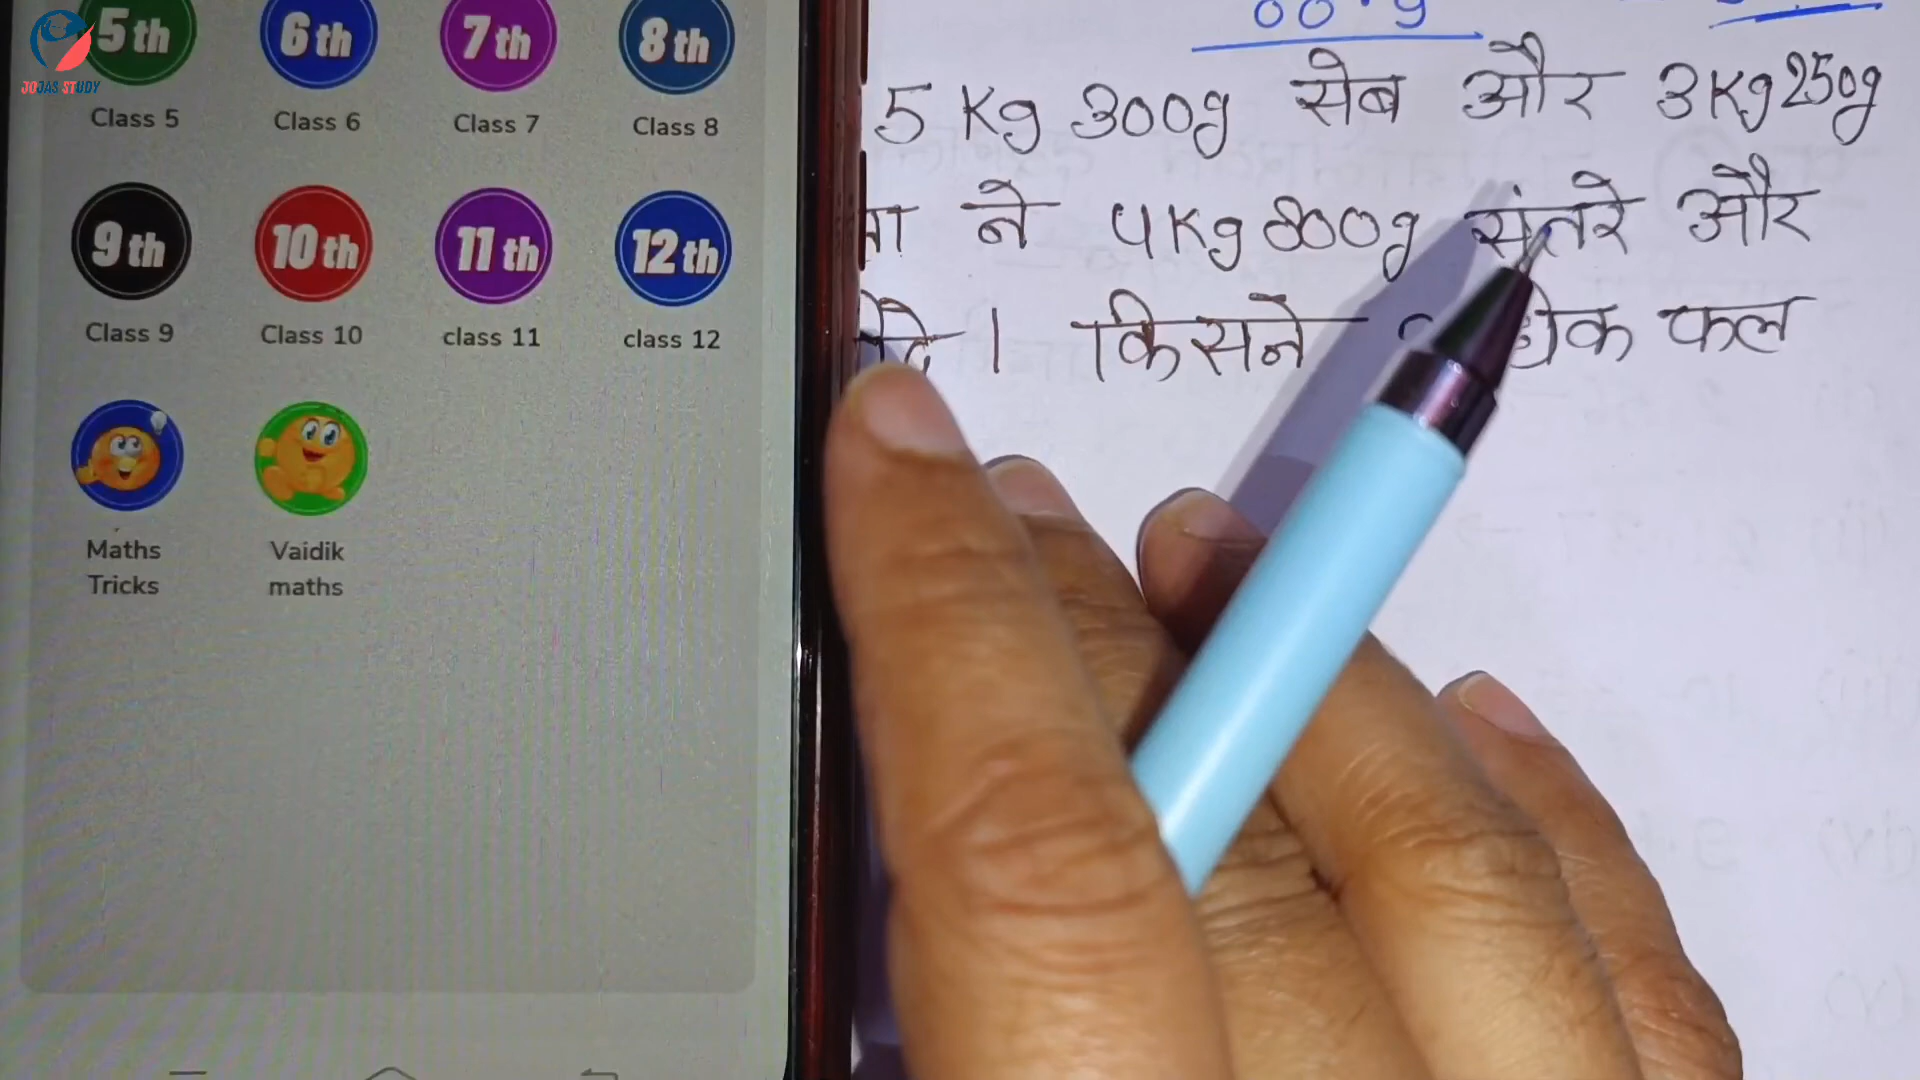 JOJAS STUDY
5th 6th 7th 8th
Class 5 Class 6 Class 7 Class 8
9th 10th 11th 12th
Class 9 Class 10 class 11 class 12
Maths Tricks
Vaidik maths
5 Kg 300g सेब और 3Kg 250g
ने 4Kg 800g संतरे और
। किसने फल